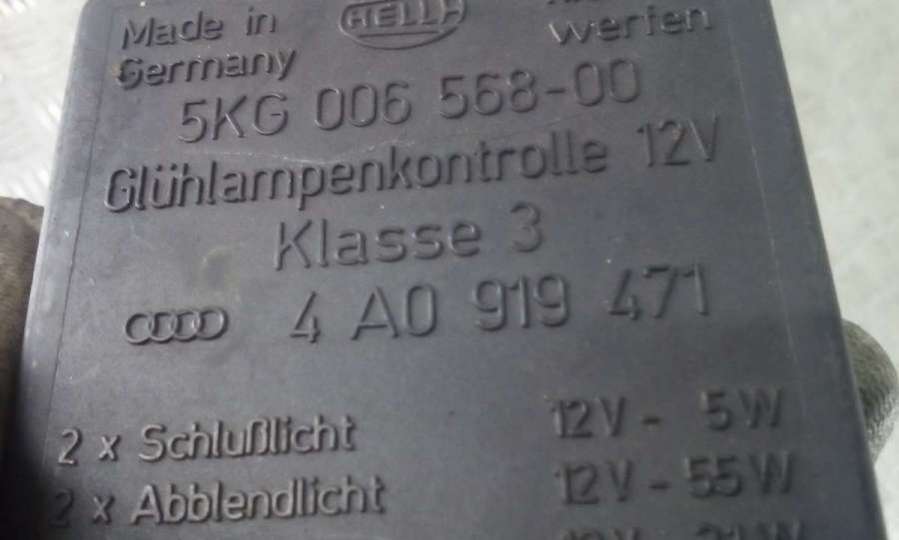 Made in HELLA
Germany werfen
5KG 006 568-00
Glühlampenkontrolle 12V
Klasse 3
4 A0 919 471
2 x Schlußlicht 12V - 5W
2 x Abblendlicht 12V - 55W